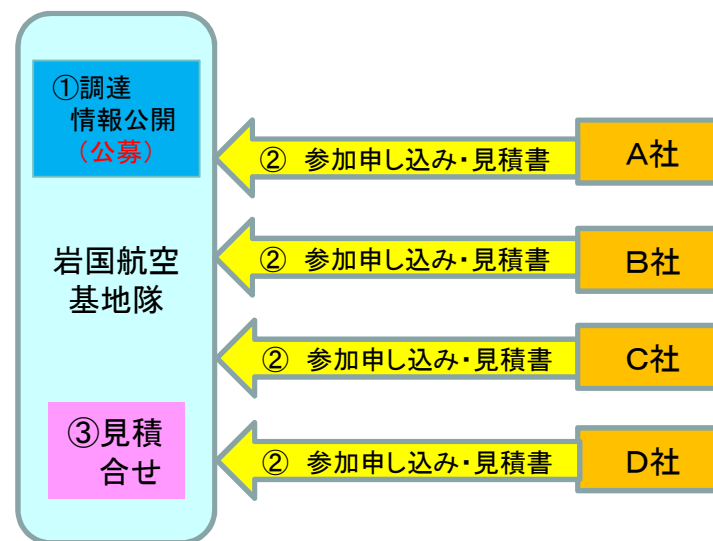 ①調達
情報公開
(公募)
岩国航空
基地隊
③見積
合せ
② 参加申し込み・見積書
A社
② 参加申し込み・見積書
B社
② 参加申し込み・見積書
C社
② 参加申し込み・見積書
D社